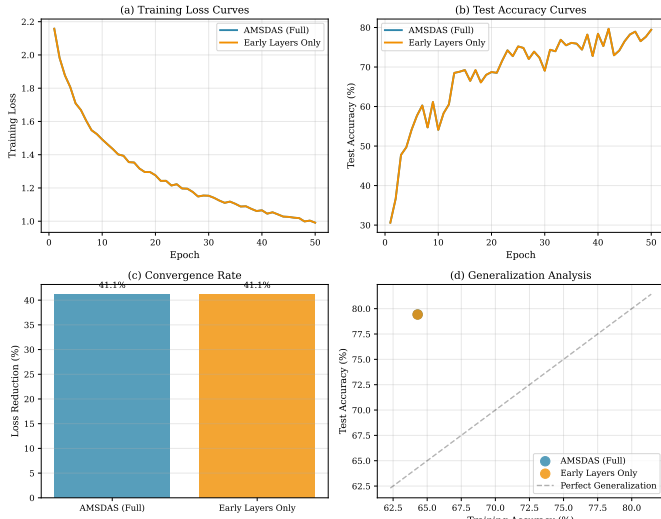 (a) Training Loss Curves
2.2
2.0
1.8
1.6
1.4
1.2
1.0
0
10
20
30
40
50
Training Loss
Epoch
AMSDAS (Full)
Early Layers Only
(b) Test Accuracy Curves
80
70
60
50
40
30
0
10
20
30
40
50
Test Accuracy (%)
Epoch
AMSDAS (Full)
Early Layers Only
(c) Convergence Rate
41.1%
41.1%
40
35
30
25
20
15
10
5
0
Loss Reduction (%)
AMSDAS (Full)
Early Layers Only
(d) Generalization Analysis
80.0
77.5
75.0
72.5
70.0
67.5
65.0
62.5
Test Accuracy (%)
AMSDAS (Full)
Early Layers Only
Perfect Generalization
62.5
65.0
67.5
70.0
72.5
75.0
77.5
80.0
Training Accuracy (%)